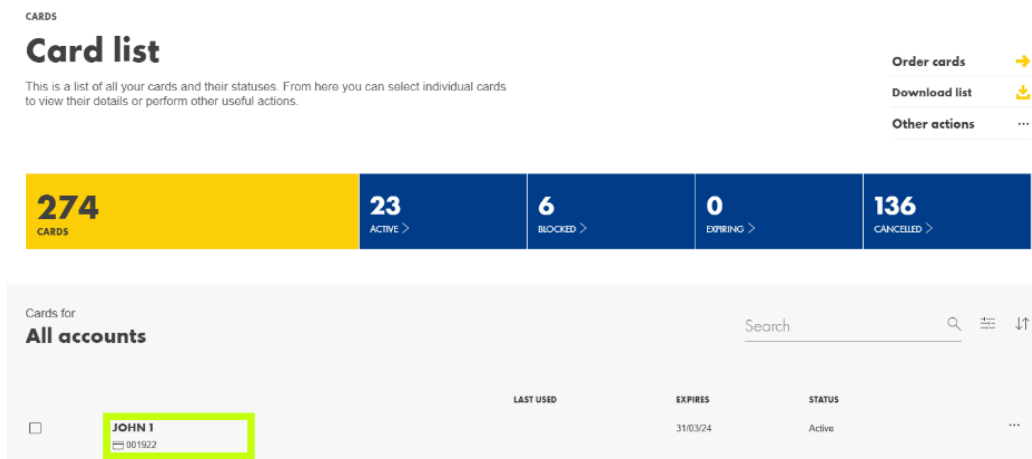 CARDS
Card list
This is a list of all your cards and their statuses. From here you can select individual cards
to view their details or perform other useful actions.
Order cards
Download list
Other actions
274
CARDS
23
ACTIVE
6
BLOCKED
0
EXPIRING
136
CANCELLED
Cards for
All accounts
Search
LAST USED EXPIRES STATUS
JOHN 1 31/03/24 Active
001922